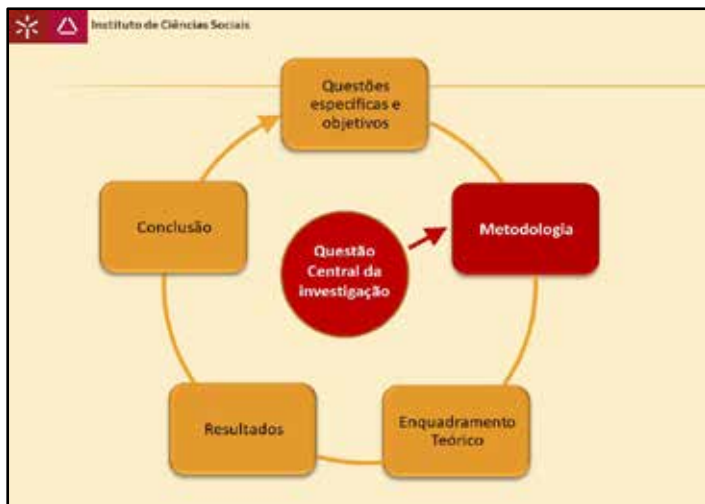 Instituto de Ciências Sociais
Questões
específicas e
objetivos
Conclusão
Questão
Central da
investigação
Metodologia
Resultados
Enquadramento
Teórico